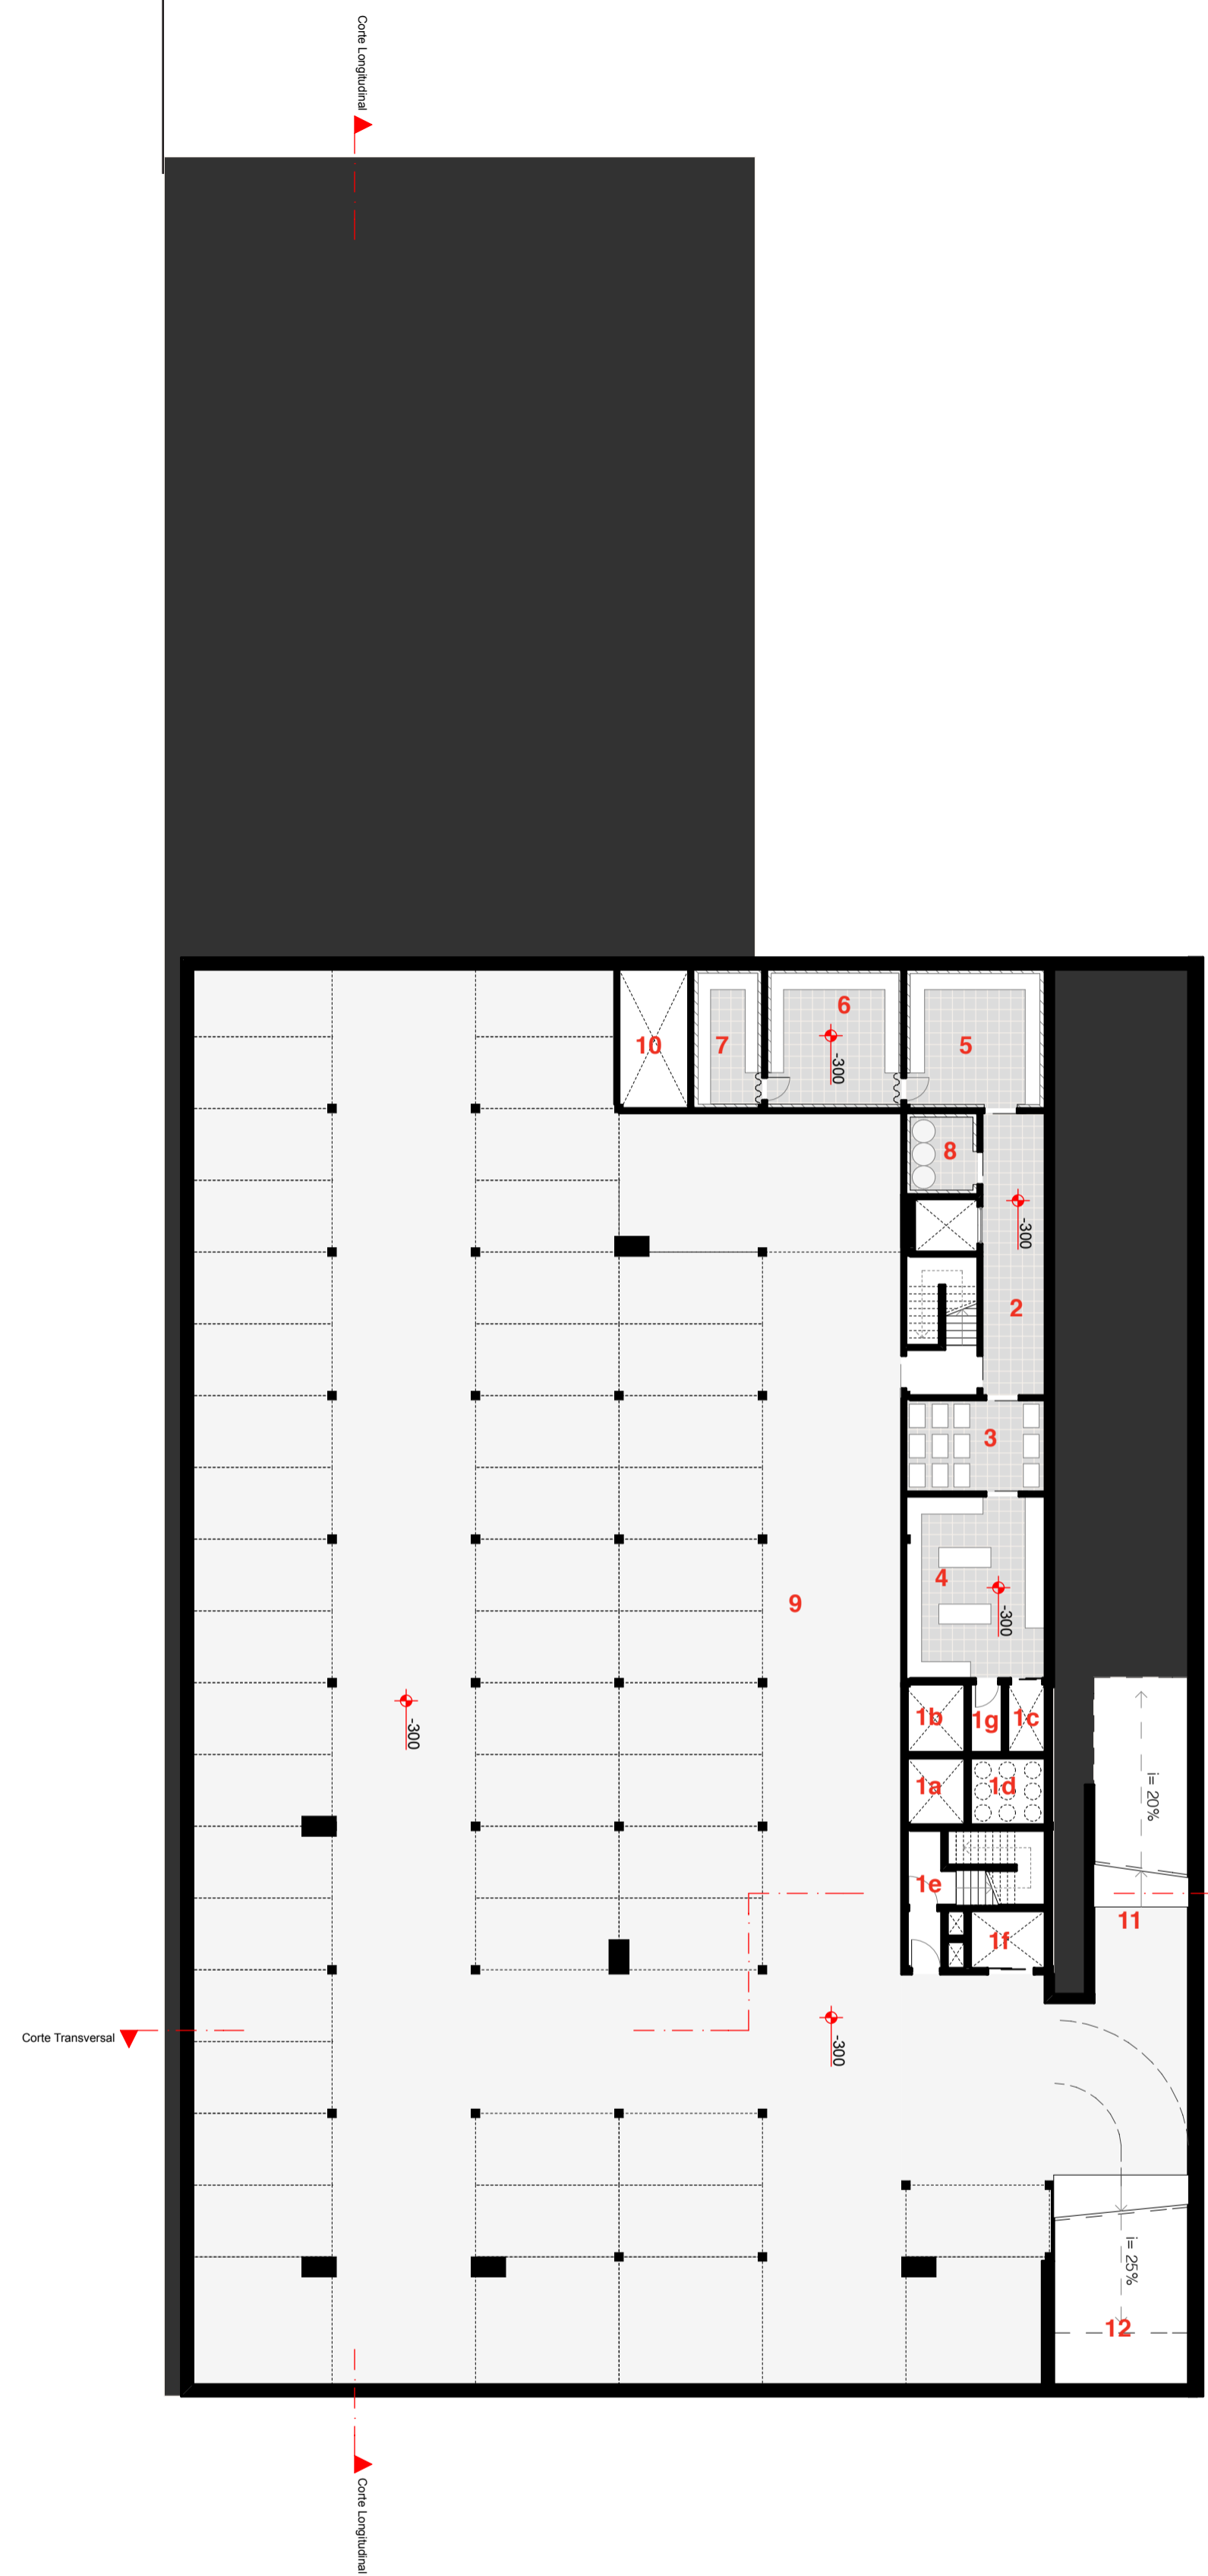 Corte Longitudinal
6
10
7
5
-300
8
-300
2
3
4
9
-300
1b
1g
1c
-300
1a
1d
i= 20%
1e
11
1f
Corte Transversal
-300
i= 25%
12
Corte Longitudinal